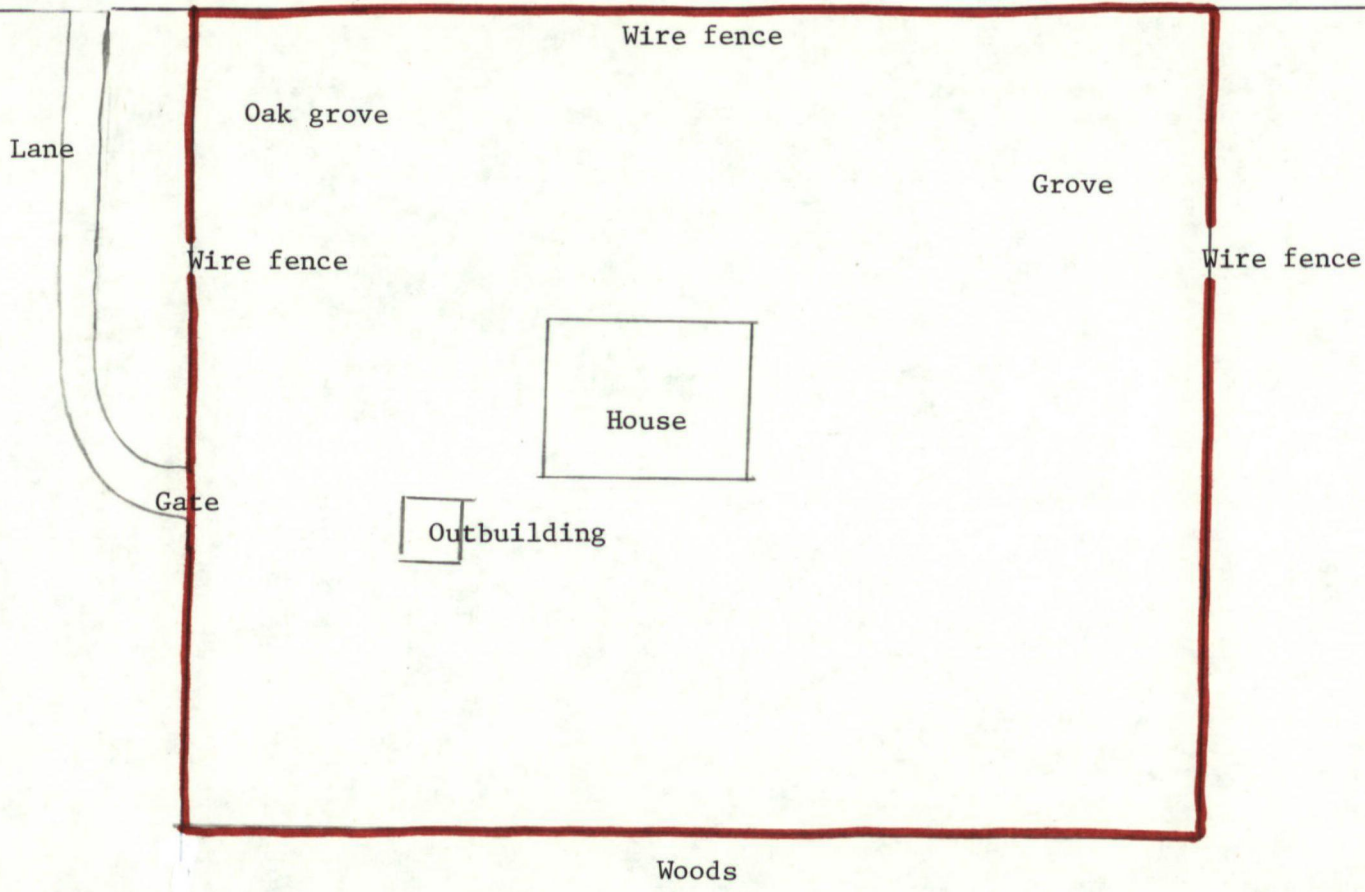 Wire fence
Oak grove
Lane
Grove
Wire fence
Wire fence
House
Gate
Outbuilding
Woods